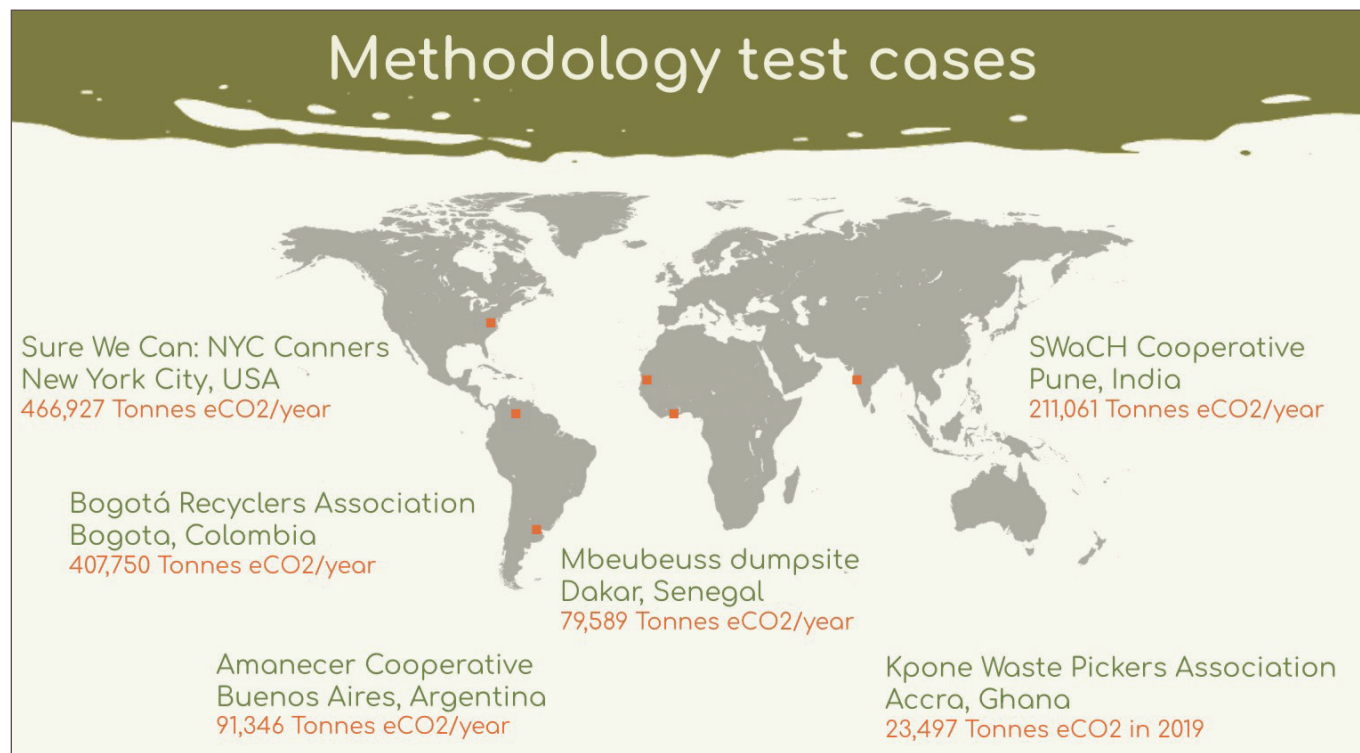 Methodology test cases
Sure We Can: NYC Canners
New York City, USA
466,927 Tonnes eCO2/year
SWaCH Cooperative
Pune, India
211,061 Tonnes eCO2/year
Bogotá Recyclers Association
Bogota, Colombia
407,750 Tonnes eCO2/year
Mbeubeuss dumpsite
Dakar, Senegal
79,589 Tonnes eCO2/year
Amanecer Cooperative
Buenos Aires, Argentina
91,346 Tonnes eCO2/year
Kpone Waste Pickers Association
Accra, Ghana
23,497 Tonnes eCO2 in 2019